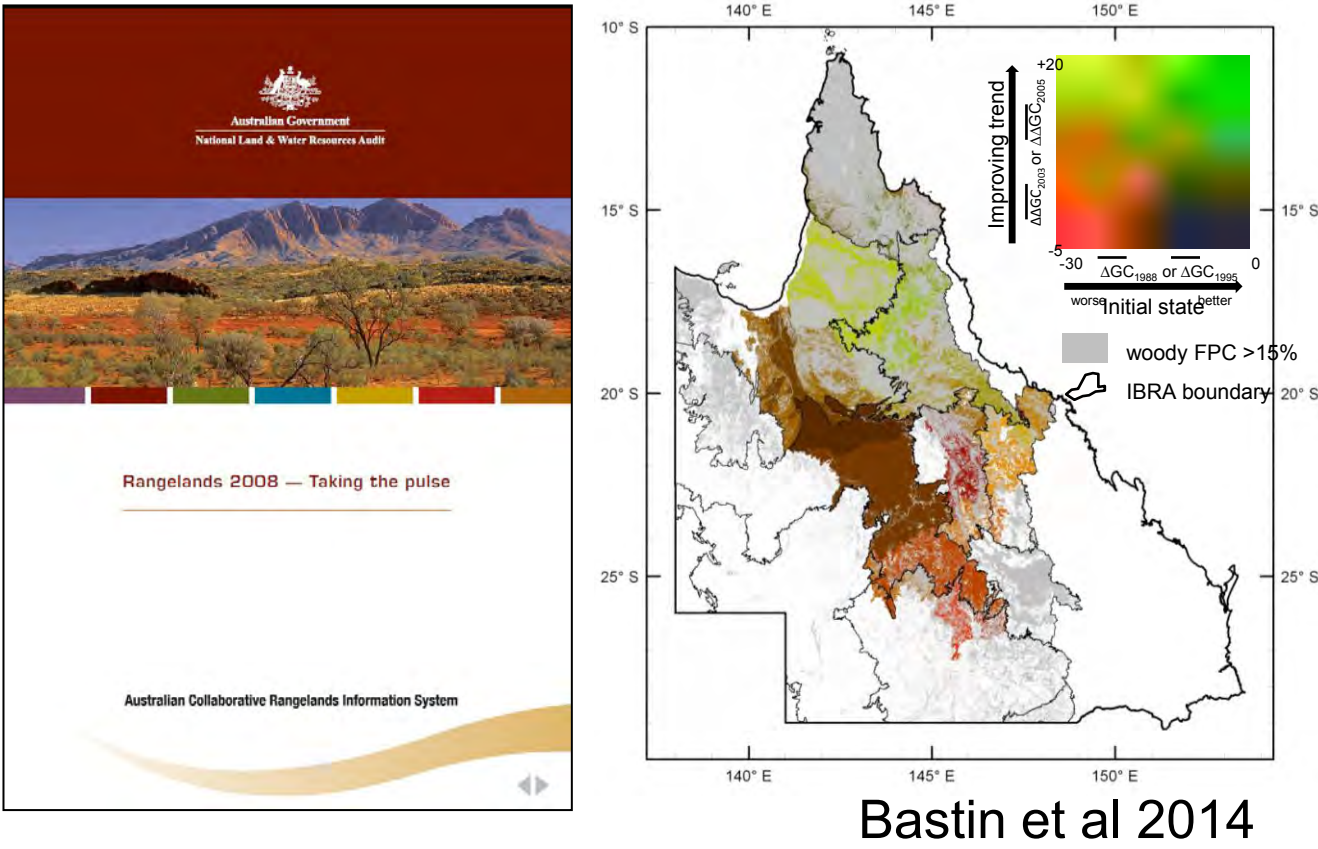 Australian Government
National Land & Water Resources Audit
Rangelands 2008 — Taking the pulse
Australian Collaborative Rangelands Information System
140° E 145° E 150° E
10° S
15° S 15° S
20° S 20° S
25° S 25° S
140° E 145° E 150° E
Improving trend
ΔΔGC2003 or ΔΔGC2005
+20
-5
-30 0
ΔGC1988 or ΔGC1995
worse better
Initial state
woody FPC >15%
IBRA boundary
Bastin et al 2014